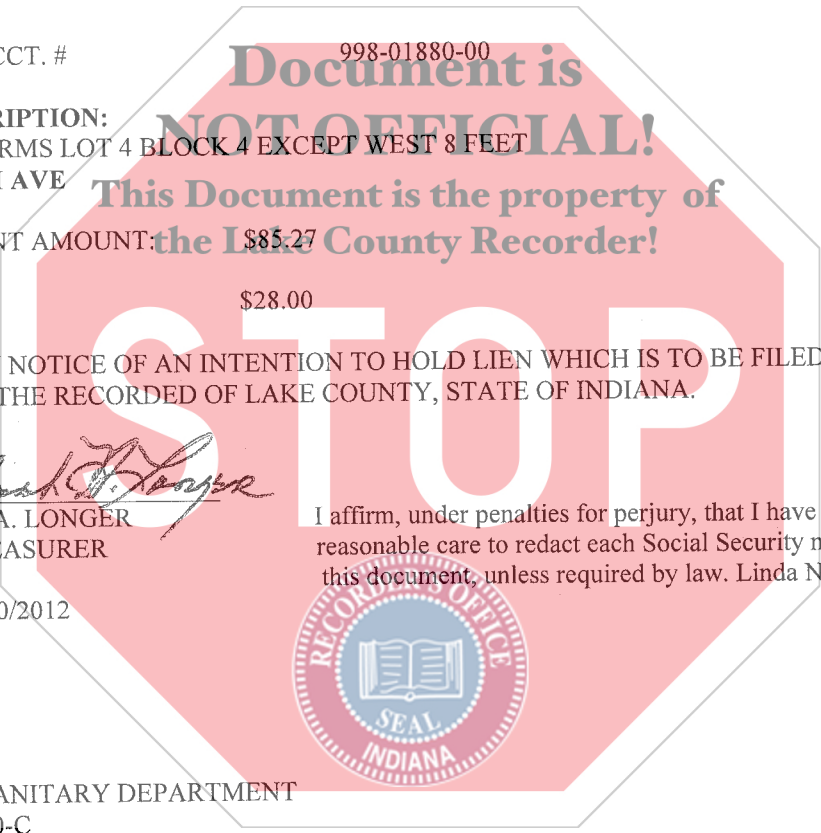 CCT. # 998-01880-00
Document is
RIPTION:
NOT OFFICIAL!
RMS LOT 4 BLOCK 4 EXCEPT WEST 8 FEET
AVE
This Document is the property of
NT AMOUNT: $85.27
the Lake County Recorder!
$28.00
STOP
NOTICE OF AN INTENTION TO HOLD LIEN WHICH IS TO BE FILED
THE RECORDED OF LAKE COUNTY, STATE OF INDIANA.
A. LONGER
EASURER
I affirm, under penalties for perjury, that I have
reasonable care to redact each Social Security n
this document, unless required by law. Linda N
0/2012
RECORDER'S OFFICE
SEAL
INDIANA
ANITARY DEPARTMENT
0-C